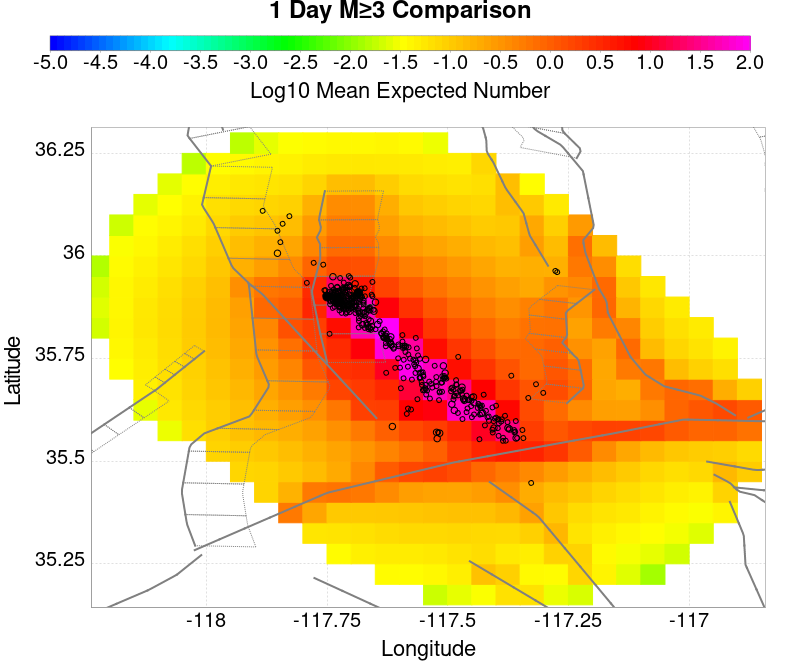 1 Day M≥3 Comparison
-5.0 -4.5 -4.0 -3.5 -3.0 -2.5 -2.0 -1.5 -1.0 -0.5 0.0 0.5 1.0 1.5 2.0
Log10 Mean Expected Number
36.25
36
35.75
35.5
35.25
Latitude
-118 -117.75 -117.5 -117.25 -117
Longitude